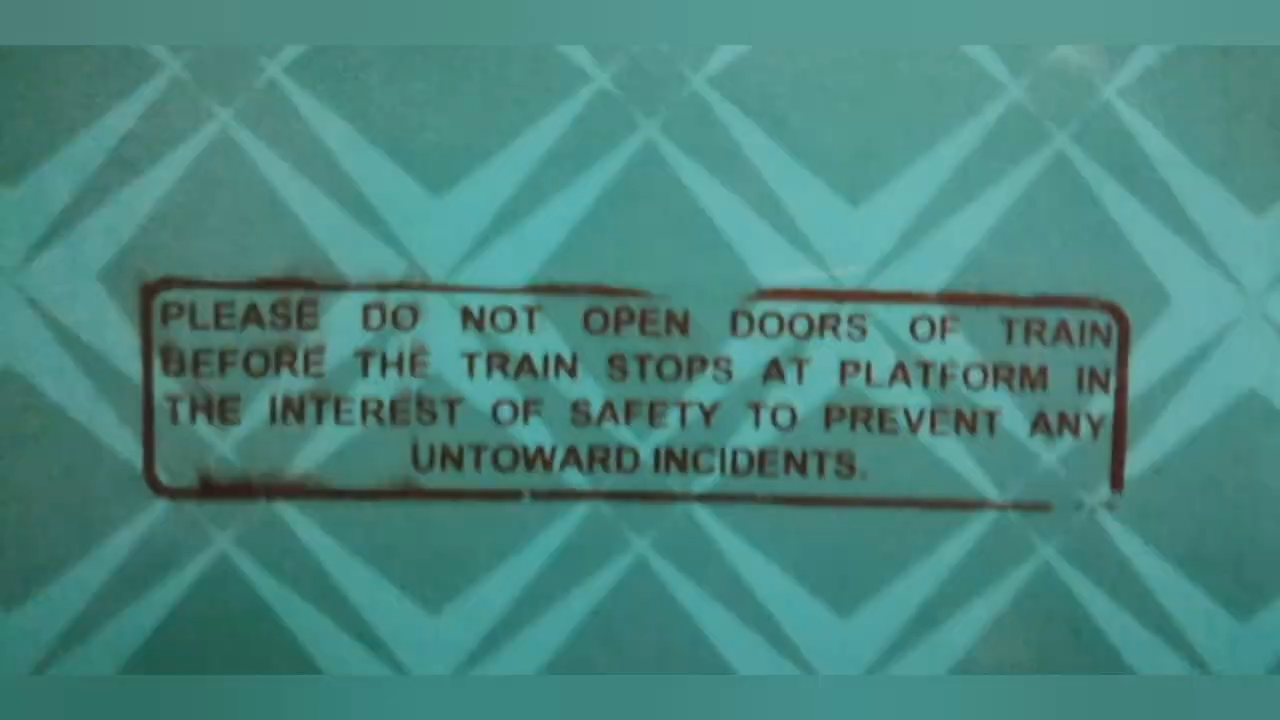 PLEASE DO NOT OPEN DOORS OF TRAIN
BEFORE THE TRAIN STOPS AT PLATFORM IN
THE INTEREST OF SAFETY TO PREVENT ANY
UNTOWARD INCIDENTS.